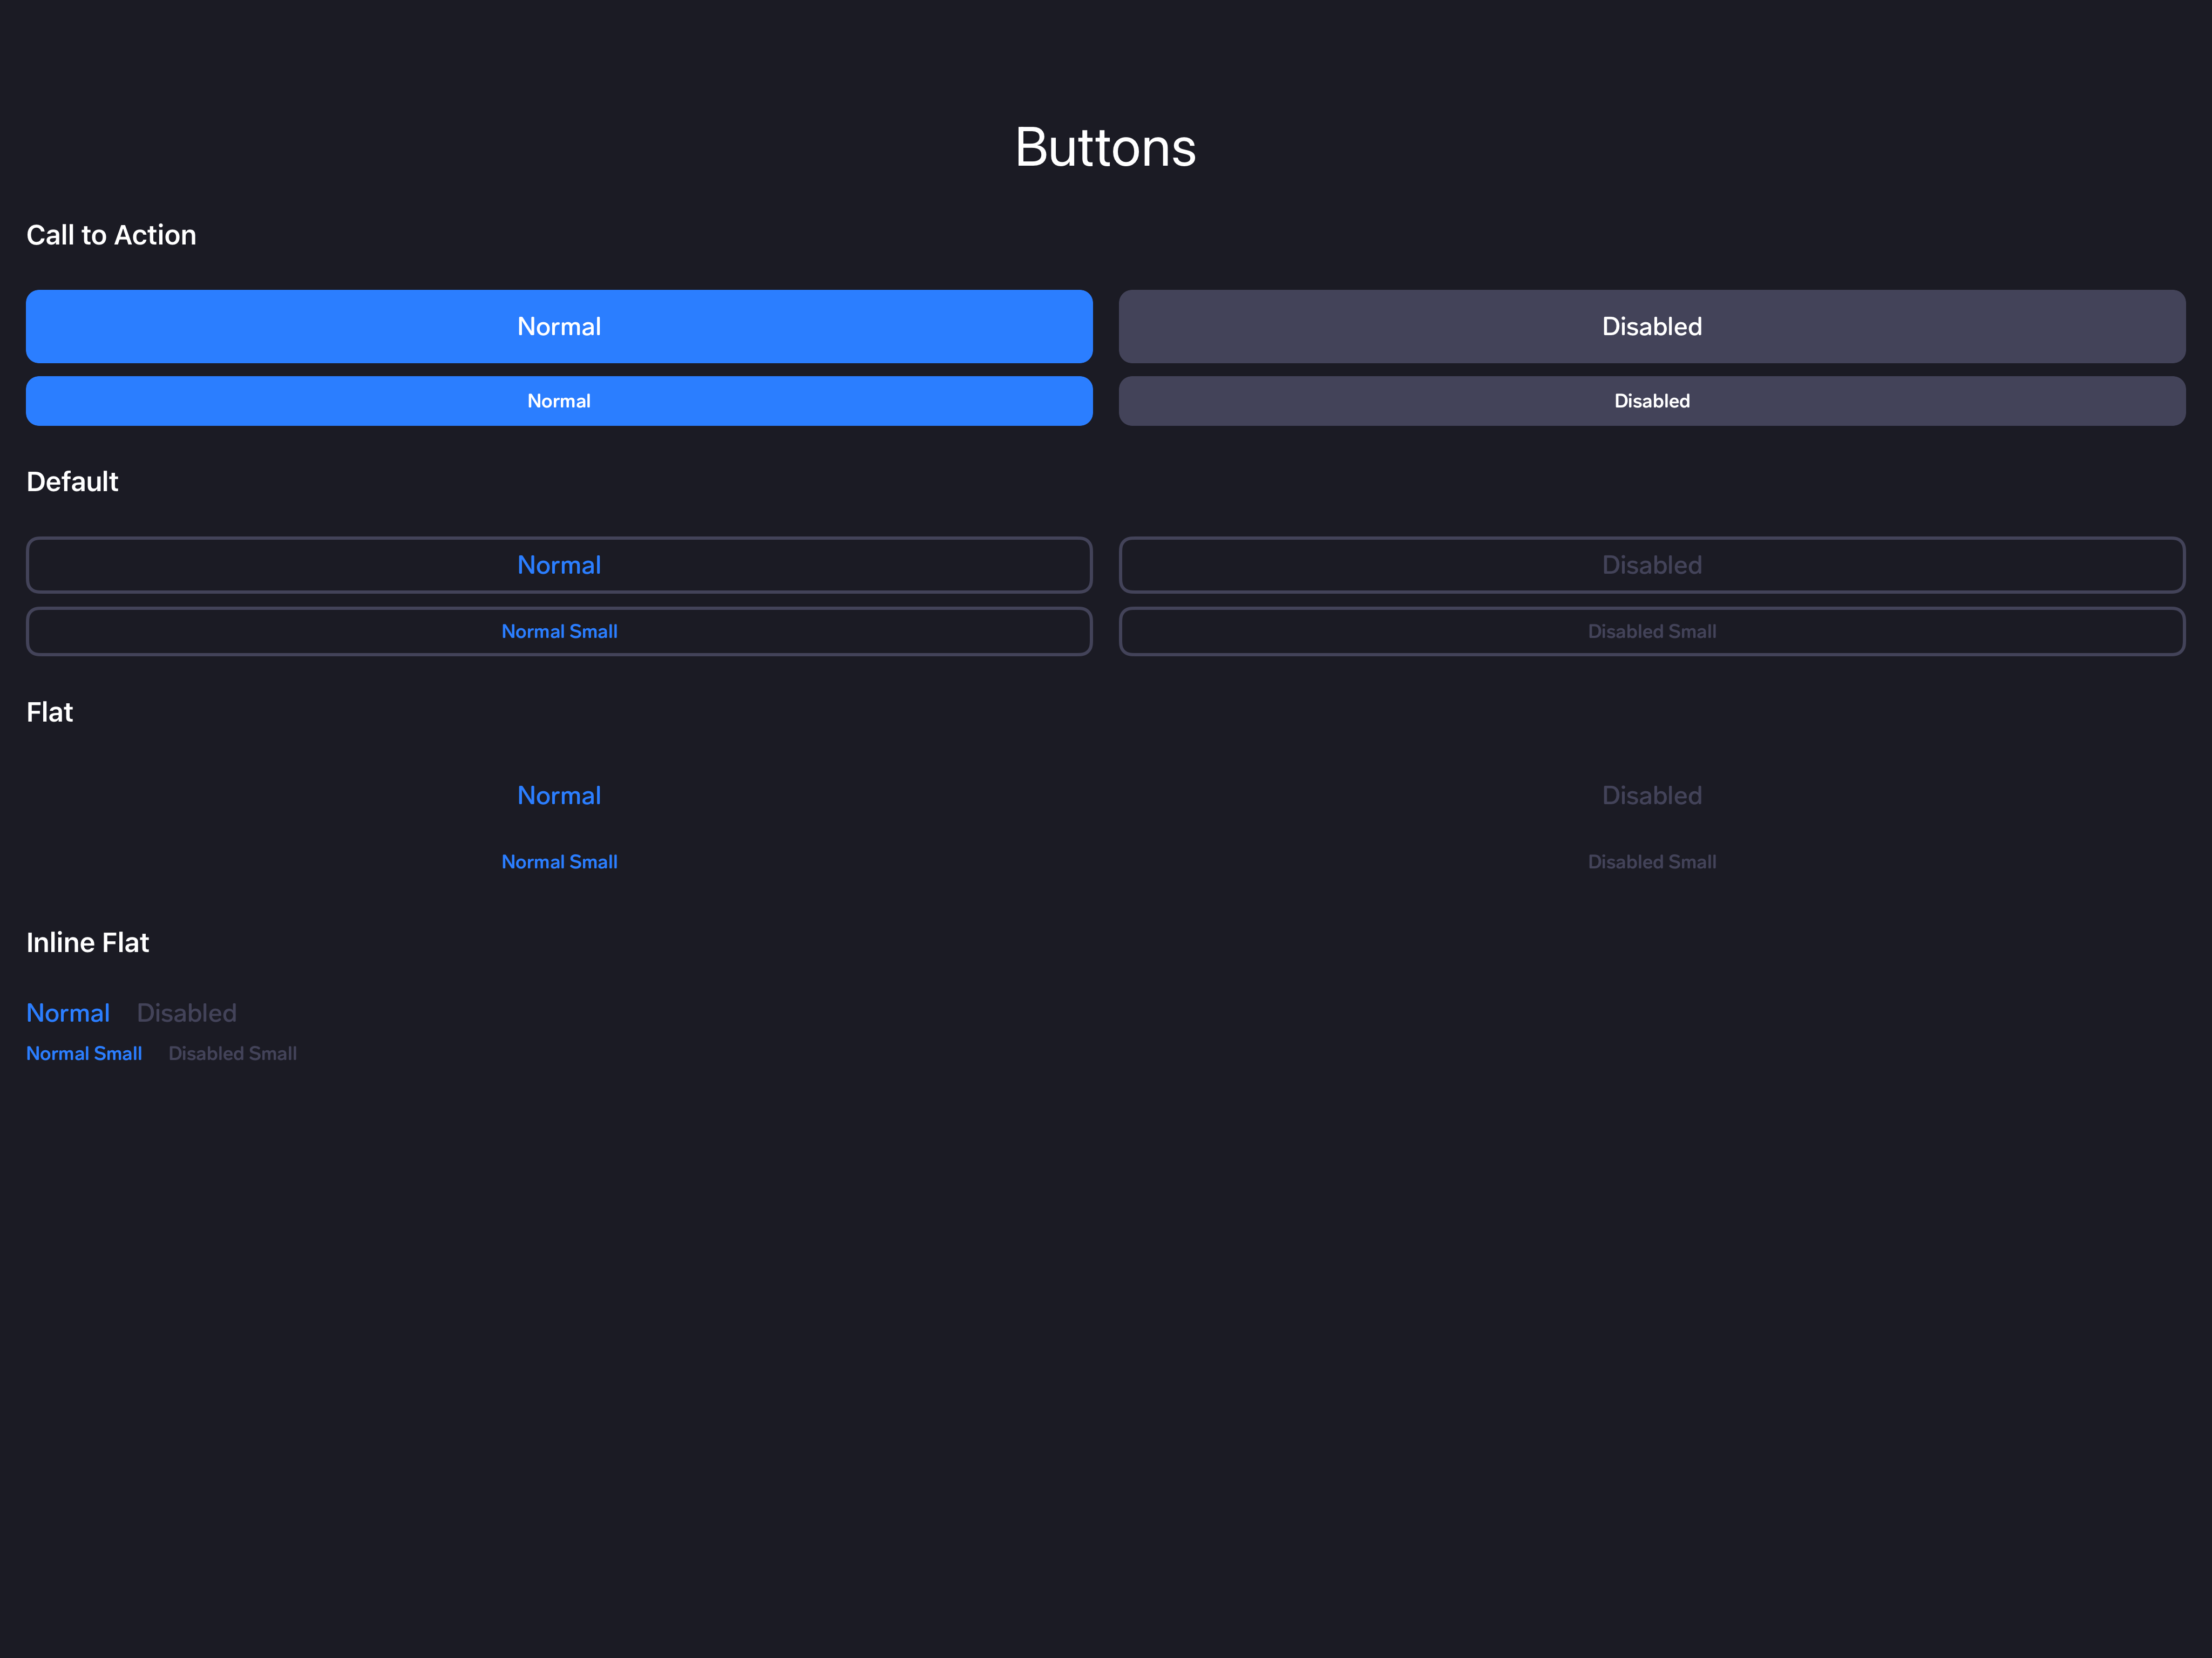 Buttons
Call to Action
Normal Disabled
Normal Disabled
Default
Normal Disabled
Normal Small Disabled Small
Flat
Normal Disabled
Normal Small Disabled Small
Inline Flat
Normal Disabled
Normal Small Disabled Small